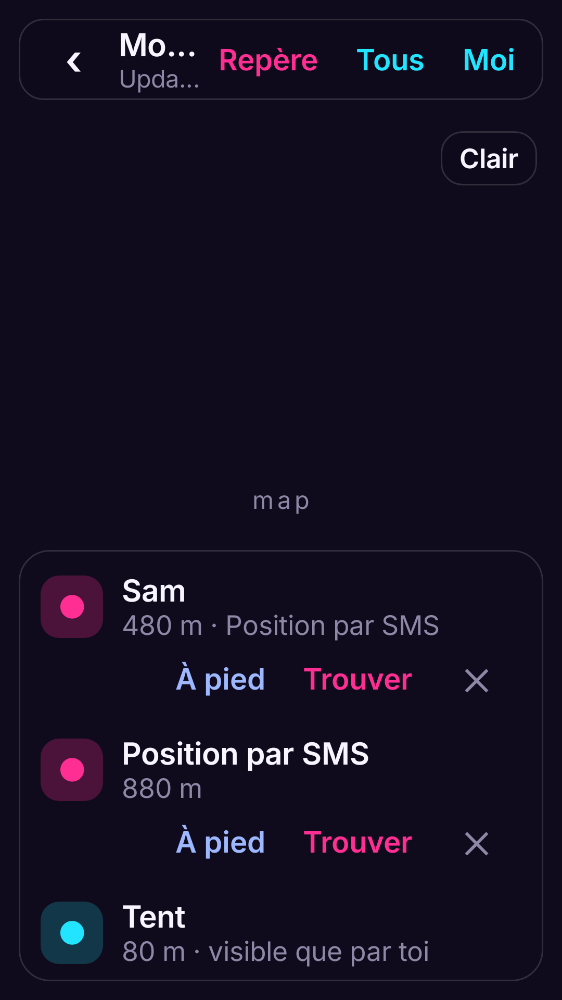 ‹ Mo... Repère Tous Moi
Upda...
Clair
map
Sam
480 m · Position par SMS
À pied Trouver ×
Position par SMS
880 m
À pied Trouver ×
Tent
80 m · visible que par toi